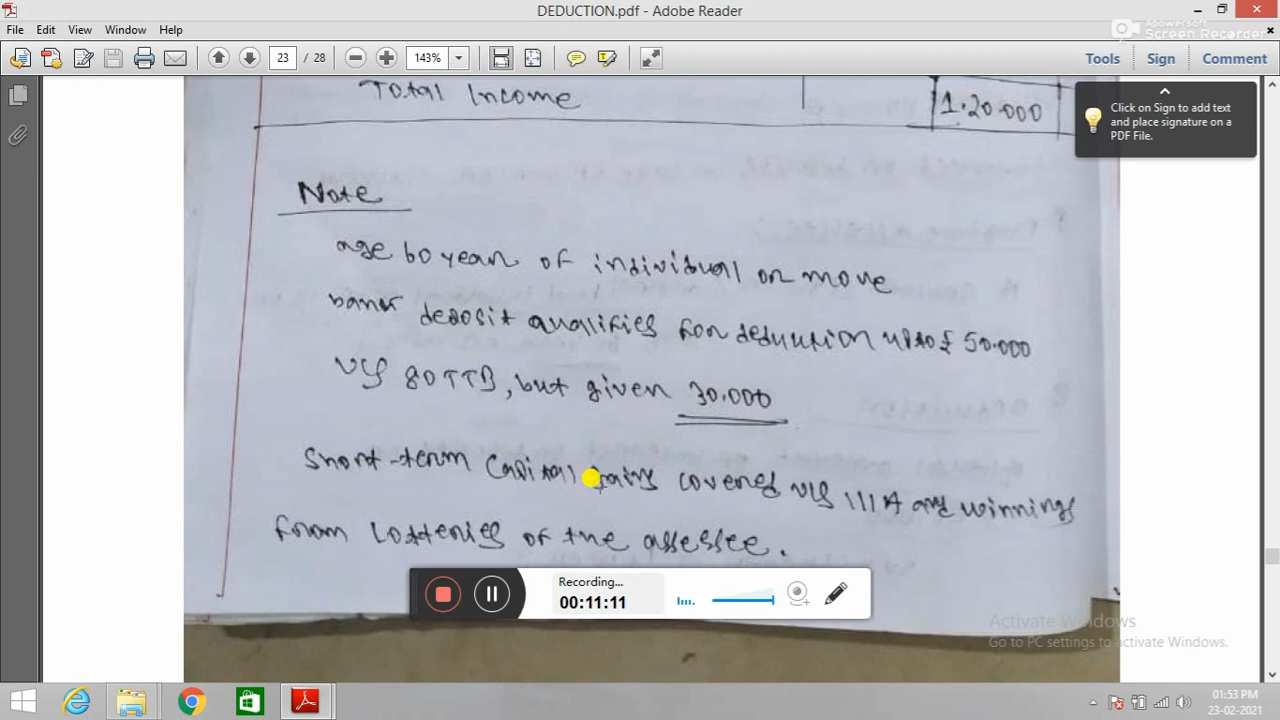 DEDUCTION.pdf - Adobe Reader
Apowersoft
Screen Recorder
File Edit View Window Help
23 / 28 143% Tools Sign Comment
Click on Sign to add text
and place signature on a
PDF File.
Total Income 1.20.000
Note
age 60 year of individual or more
bank deposit qualifies for deduction upto ₹ 50.000
u/s 80TTB, but given 30.000
Short-term Capital gains covered u/s 111A and winnings
from Lotteries of the assessee.
Recording...
00:11:11
Activate Windows
Go to PC settings to activate Windows.
01:53 PM
23-02-2021